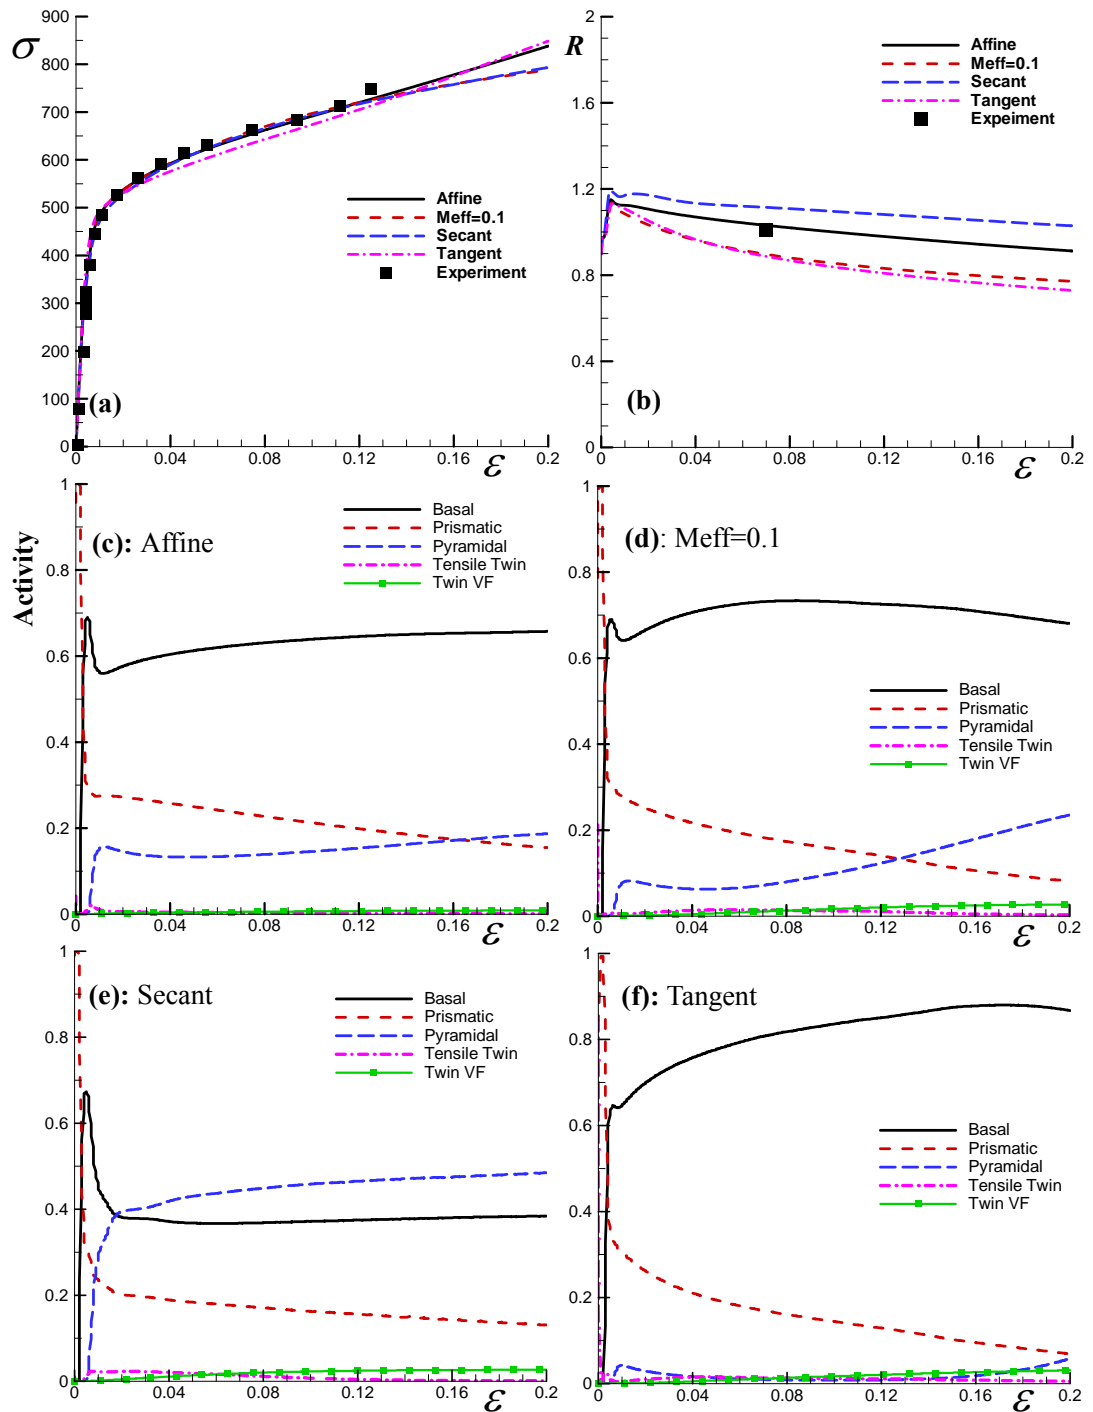 900
800
700
600
500
400
300
200
100
0
σ
Affine
Meff=0.1
Secant
Tangent
Experiment
(a)
0 0.04 0.08 0.12 0.16 0.2
ε
2
1.6
1.2
0.8
0.4
0
R
Affine
Meff=0.1
Secant
Tangent
Expeiment
(b)
0 0.04 0.08 0.12 0.16 0.2
ε
1
0.8
0.6
0.4
0.2
0
Activity
(c): Affine
Basal
Prismatic
Pyramidal
Tensile Twin
Twin VF
0 0.04 0.08 0.12 0.16 0.2
ε
1
0.8
0.6
0.4
0.2
0
(d): Meff=0.1
Basal
Prismatic
Pyramidal
Tensile Twin
Twin VF
0 0.04 0.08 0.12 0.16 0.2
ε
1
0.8
0.6
0.4
0.2
0
(e): Secant
Basal
Prismatic
Pyramidal
Tensile Twin
Twin VF
0 0.04 0.08 0.12 0.16 0.2
ε
1
0.8
0.6
0.4
0.2
0
(f): Tangent
Basal
Prismatic
Pyramidal
Tensile Twin
Twin VF
0 0.04 0.08 0.12 0.16 0.2
ε